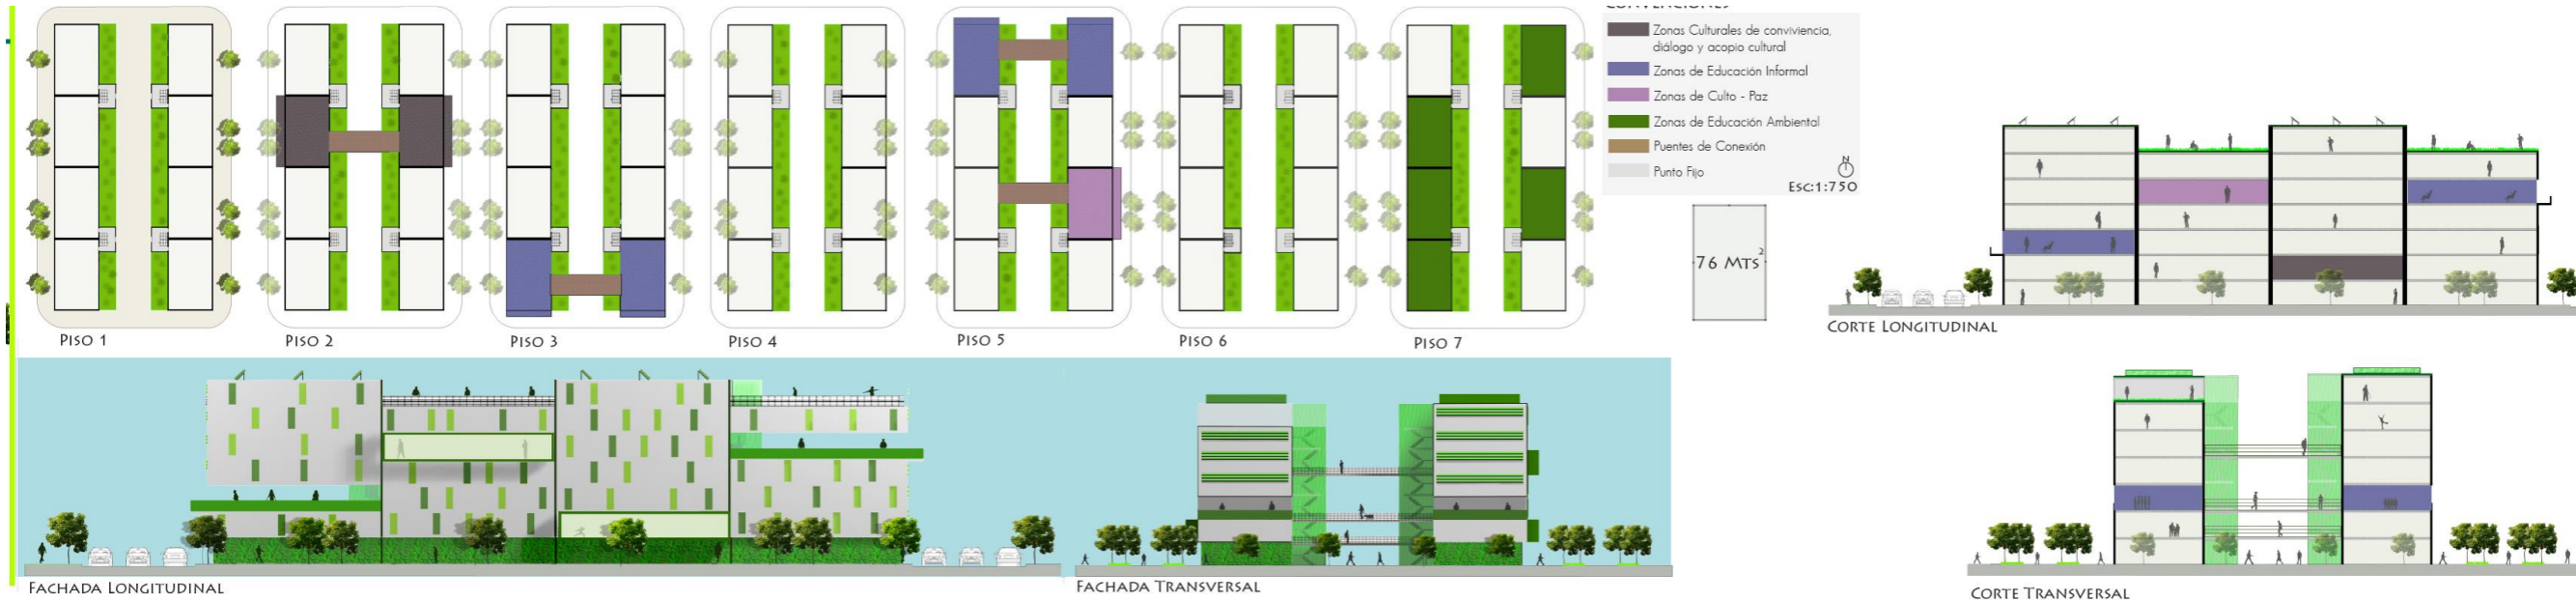 CONVENCIONES
Zonas Culturales de conviviencia,
diálogo y acopio cultural
Zonas de Educación Informal
Zonas de Culto - Paz
Zonas de Educación Ambiental
Puentes de Conexión
Punto Fijo
N
ESC:1:750
76 MTS²
PISO 1
PISO 2
PISO 3
PISO 4
PISO 5
PISO 6
PISO 7
CORTE LONGITUDINAL
FACHADA LONGITUDINAL
FACHADA TRANSVERSAL
CORTE TRANSVERSAL